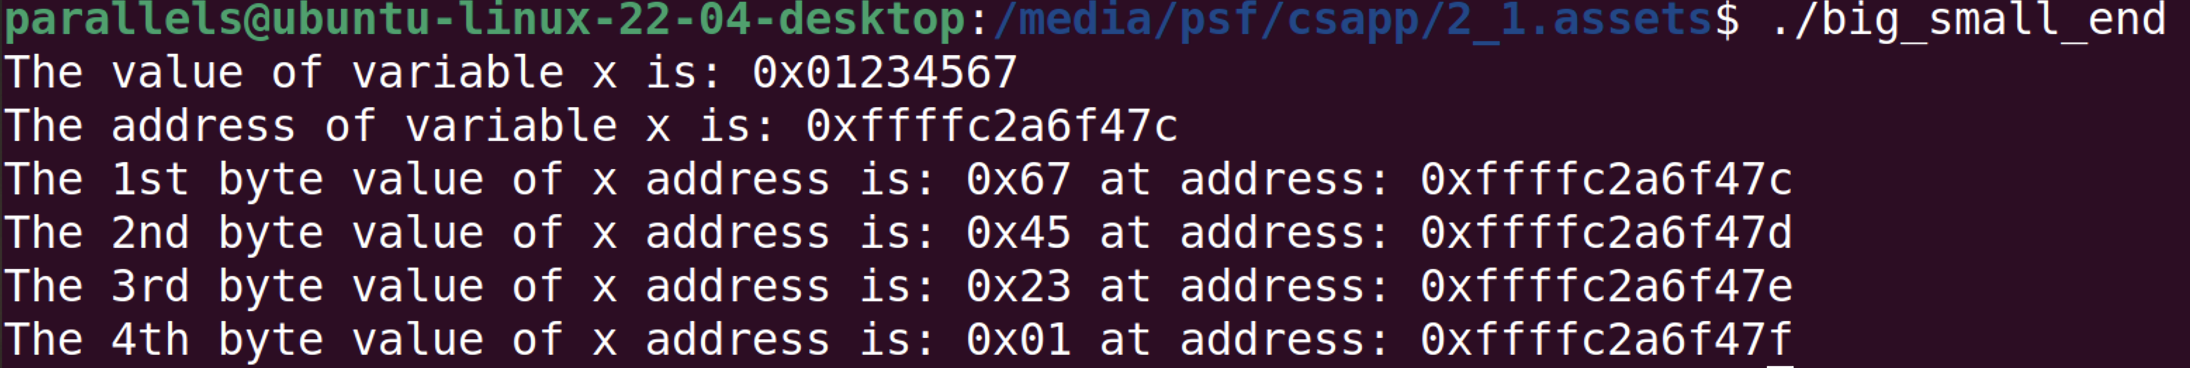 parallels@ubuntu-linux-22-04-desktop:/media/psf/csapp/2_1.assets$ ./big_small_end
The value of variable x is: 0x01234567
The address of variable x is: 0xffffc2a6f47c
The 1st byte value of x address is: 0x67 at address: 0xffffc2a6f47c
The 2nd byte value of x address is: 0x45 at address: 0xffffc2a6f47d
The 3rd byte value of x address is: 0x23 at address: 0xffffc2a6f47e
The 4th byte value of x address is: 0x01 at address: 0xffffc2a6f47f